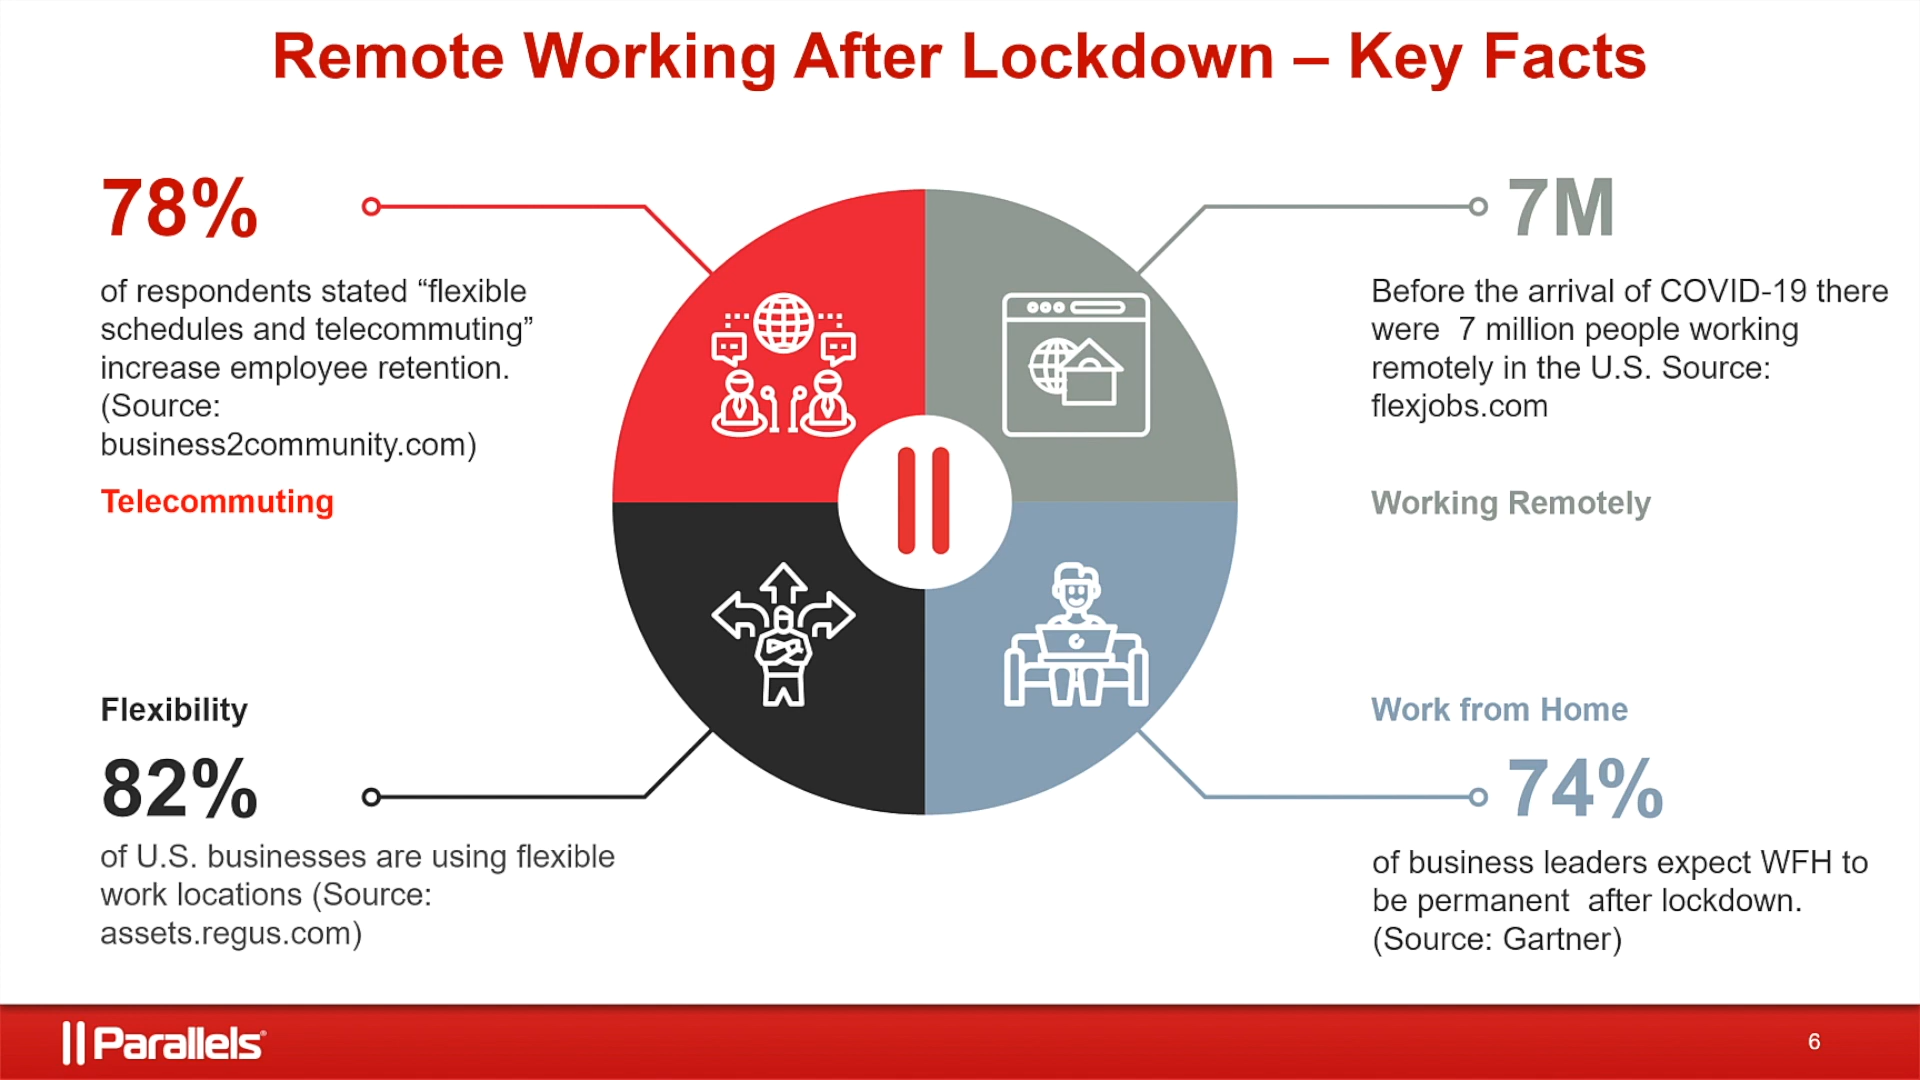 Remote Working After Lockdown – Key Facts
78%
of respondents stated “flexible
schedules and telecommuting”
increase employee retention.
(Source:
business2community.com)
Telecommuting
7M
Before the arrival of COVID-19 there
were  7 million people working
remotely in the U.S. Source:
flexjobs.com
Working Remotely
Flexibility
82%
of U.S. businesses are using flexible
work locations (Source:
assets.regus.com)
Work from Home
74%
of business leaders expect WFH to
be permanent  after lockdown.
(Source: Gartner)
Parallels®
6